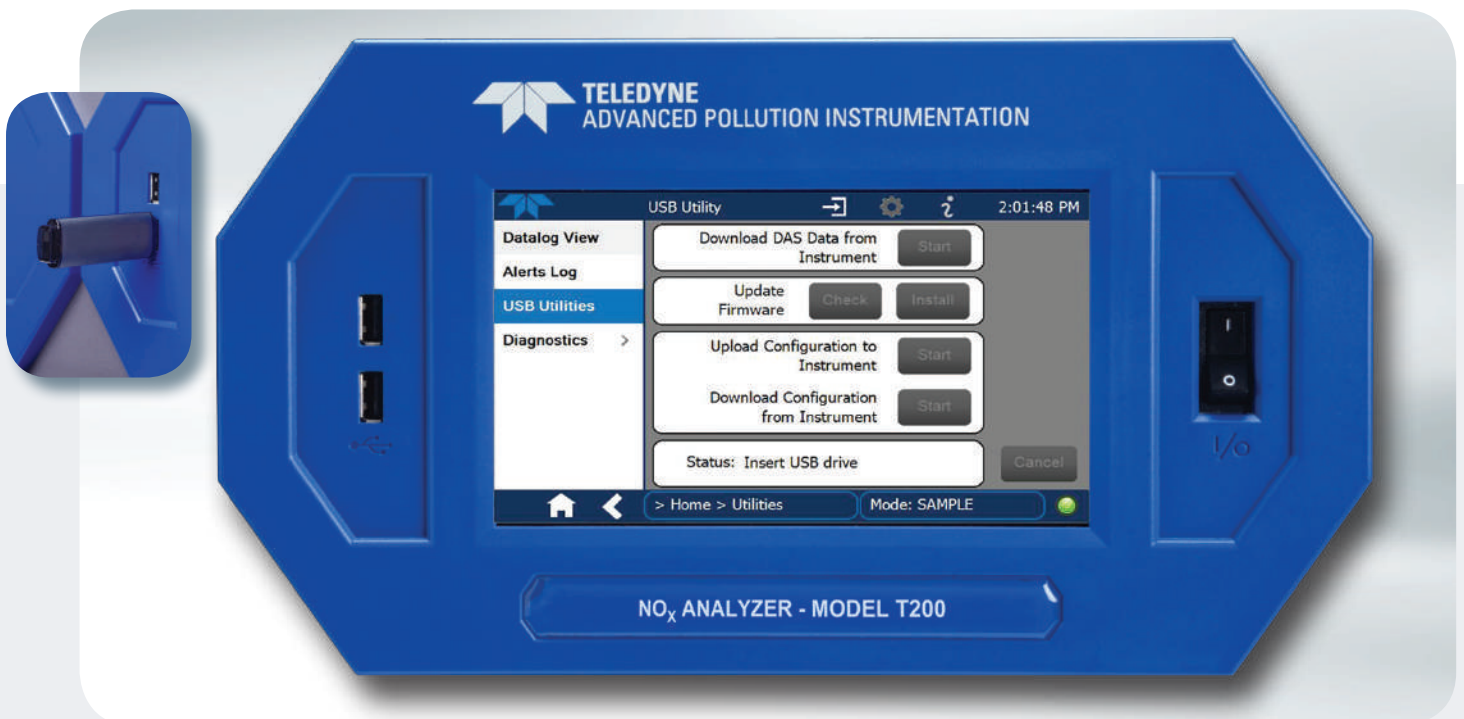 TELEDYNE
ADVANCED POLLUTION INSTRUMENTATION
USB Utility
2:01:48 PM
Datalog View
Alerts Log
USB Utilities
Diagnostics >
Download DAS Data from
Instrument
Start
Update
Firmware
Check
Install
Upload Configuration to
Instrument
Start
Download Configuration
from Instrument
Start
Status: Insert USB drive
Cancel
> Home > Utilities
Mode: SAMPLE
I
O
I/O
NOX ANALYZER - MODEL T200